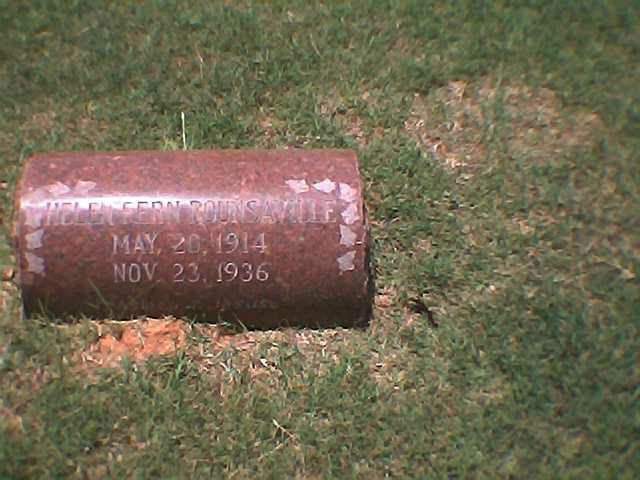 HELEN FERN ROUNSAVILLE
MAY, 20, 1914
NOV. 23, 1936